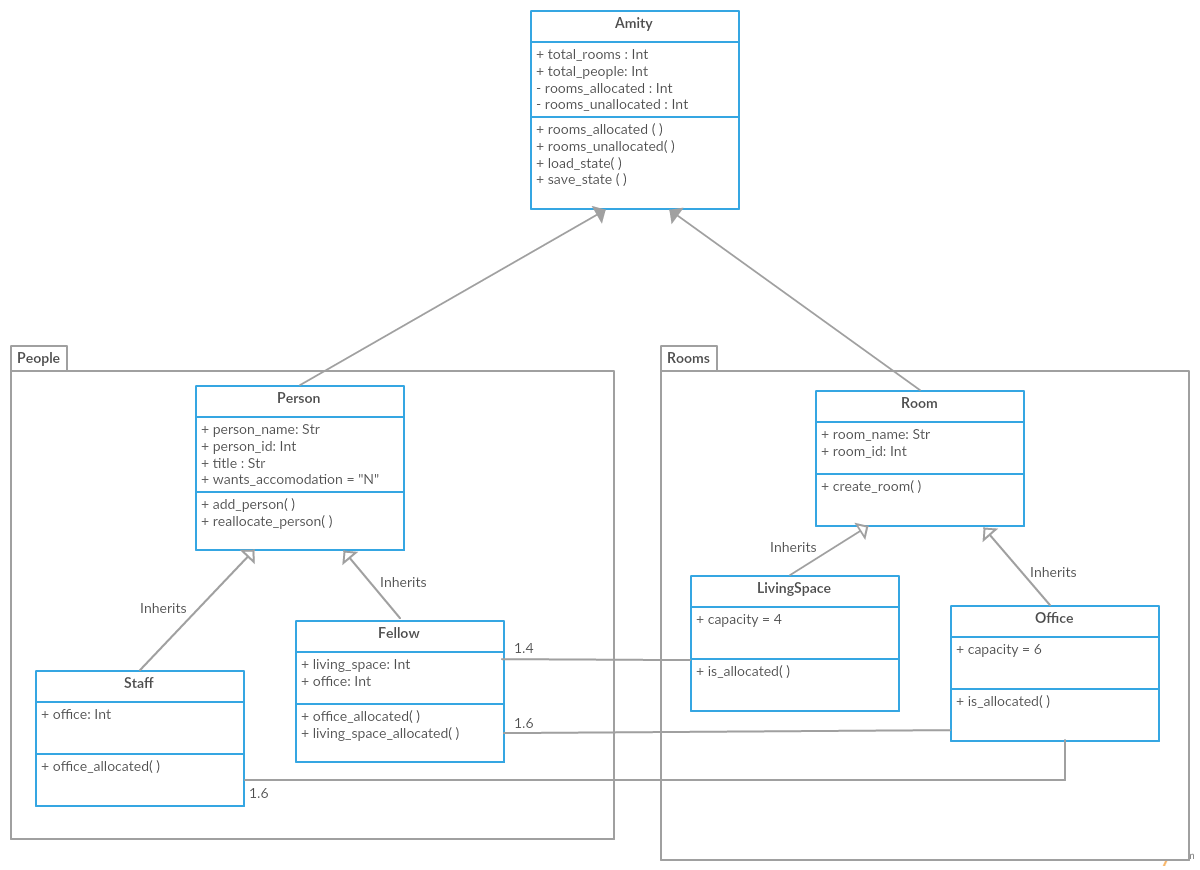 Amity
+ total_rooms : Int
+ total_people: Int
- rooms_allocated : Int
- rooms_unallocated : Int
+ rooms_allocated ( )
+ rooms_unallocated( )
+ load_state( )
+ save_state ( )
People
Person
+ person_name: Str
+ person_id: Int
+ title : Str
+ wants_accomodation = "N"
+ add_person( )
+ reallocate_person( )
Inherits
Inherits
Staff
+ office: Int
+ office_allocated( )
Fellow
+ living_space: Int
+ office: Int
+ office_allocated( )
+ living_space_allocated( )
1.4
1.6
1.6
Rooms
Room
+ room_name: Str
+ room_id: Int
+ create_room( )
Inherits
Inherits
LivingSpace
+ capacity = 4
+ is_allocated( )
Office
+ capacity = 6
+ is_allocated( )